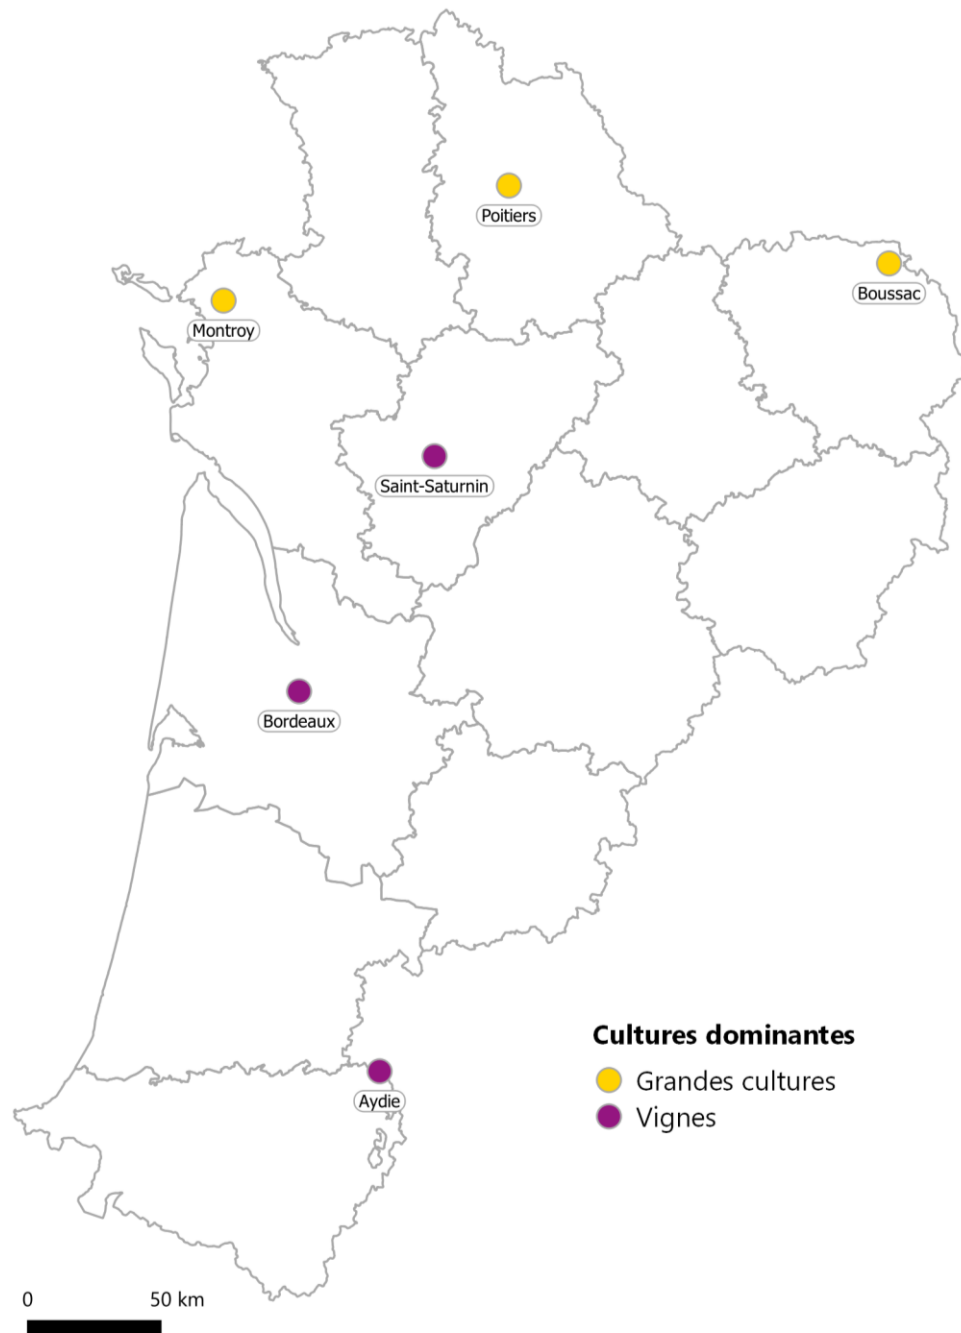 Poitiers
Boussac
Montroy
Saint-Saturnin
Bordeaux
Cultures dominantes
Grandes cultures
Aydie
Vignes
0 50 km